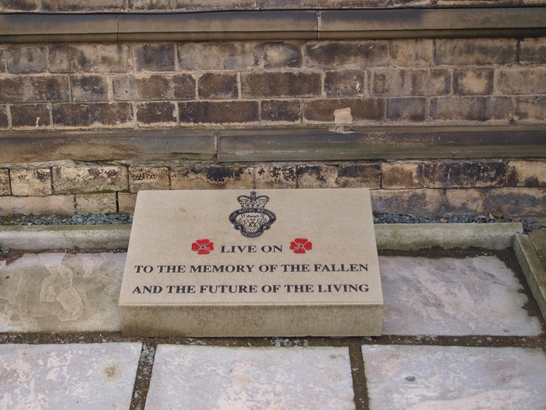 LIVE ON
TO THE MEMORY OF THE FALLEN
AND THE FUTURE OF THE LIVING